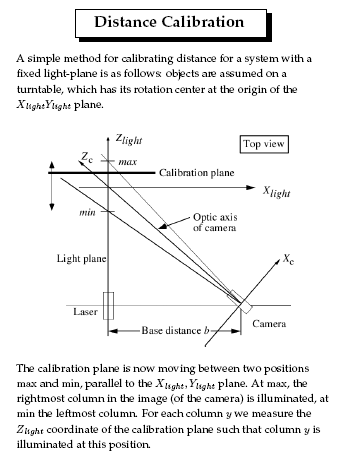 Distance Calibration
A simple method for calibrating distance for a system with a
fixed light-plane is as follows: objects are assumed on a
turntable, which has its rotation center at the origin of the
XlightYlight plane.
Zlight
Top view
Zc
max
Calibration plane
Xlight
min
Optic axis
of camera
Light plane
Xc
Laser
Camera
Base distance b
The calibration plane is now moving between two positions
max and min, parallel to the Xlight, Ylight plane. At max, the
rightmost column in the image (of the camera) is illuminated, at
min the leftmost column. For each column y we measure the
Zlight coordinate of the calibration plane such that column y is
illuminated at this position.